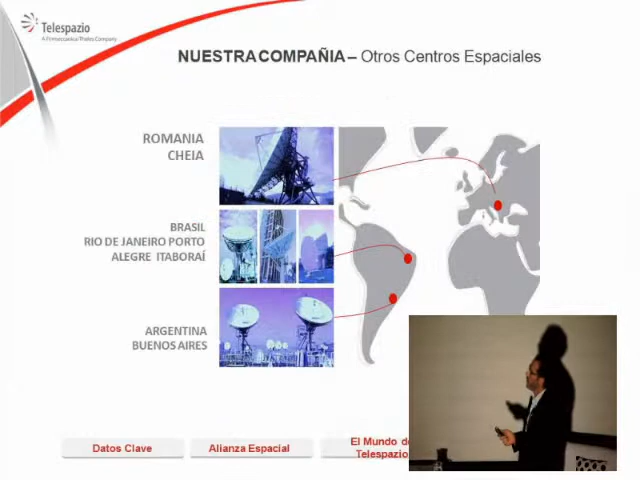 Telespazio
A Finmeccanica/Thales Company
NUESTRA COMPAÑIA – Otros Centros Espaciales
ROMANIA
CHEIA
BRASIL
RIO DE JANEIRO PORTO
ALEGRE ITABORAÍ
ARGENTINA
BUENOS AIRES
Datos Clave
Alianza Espacial
El Mundo de
Telespazio